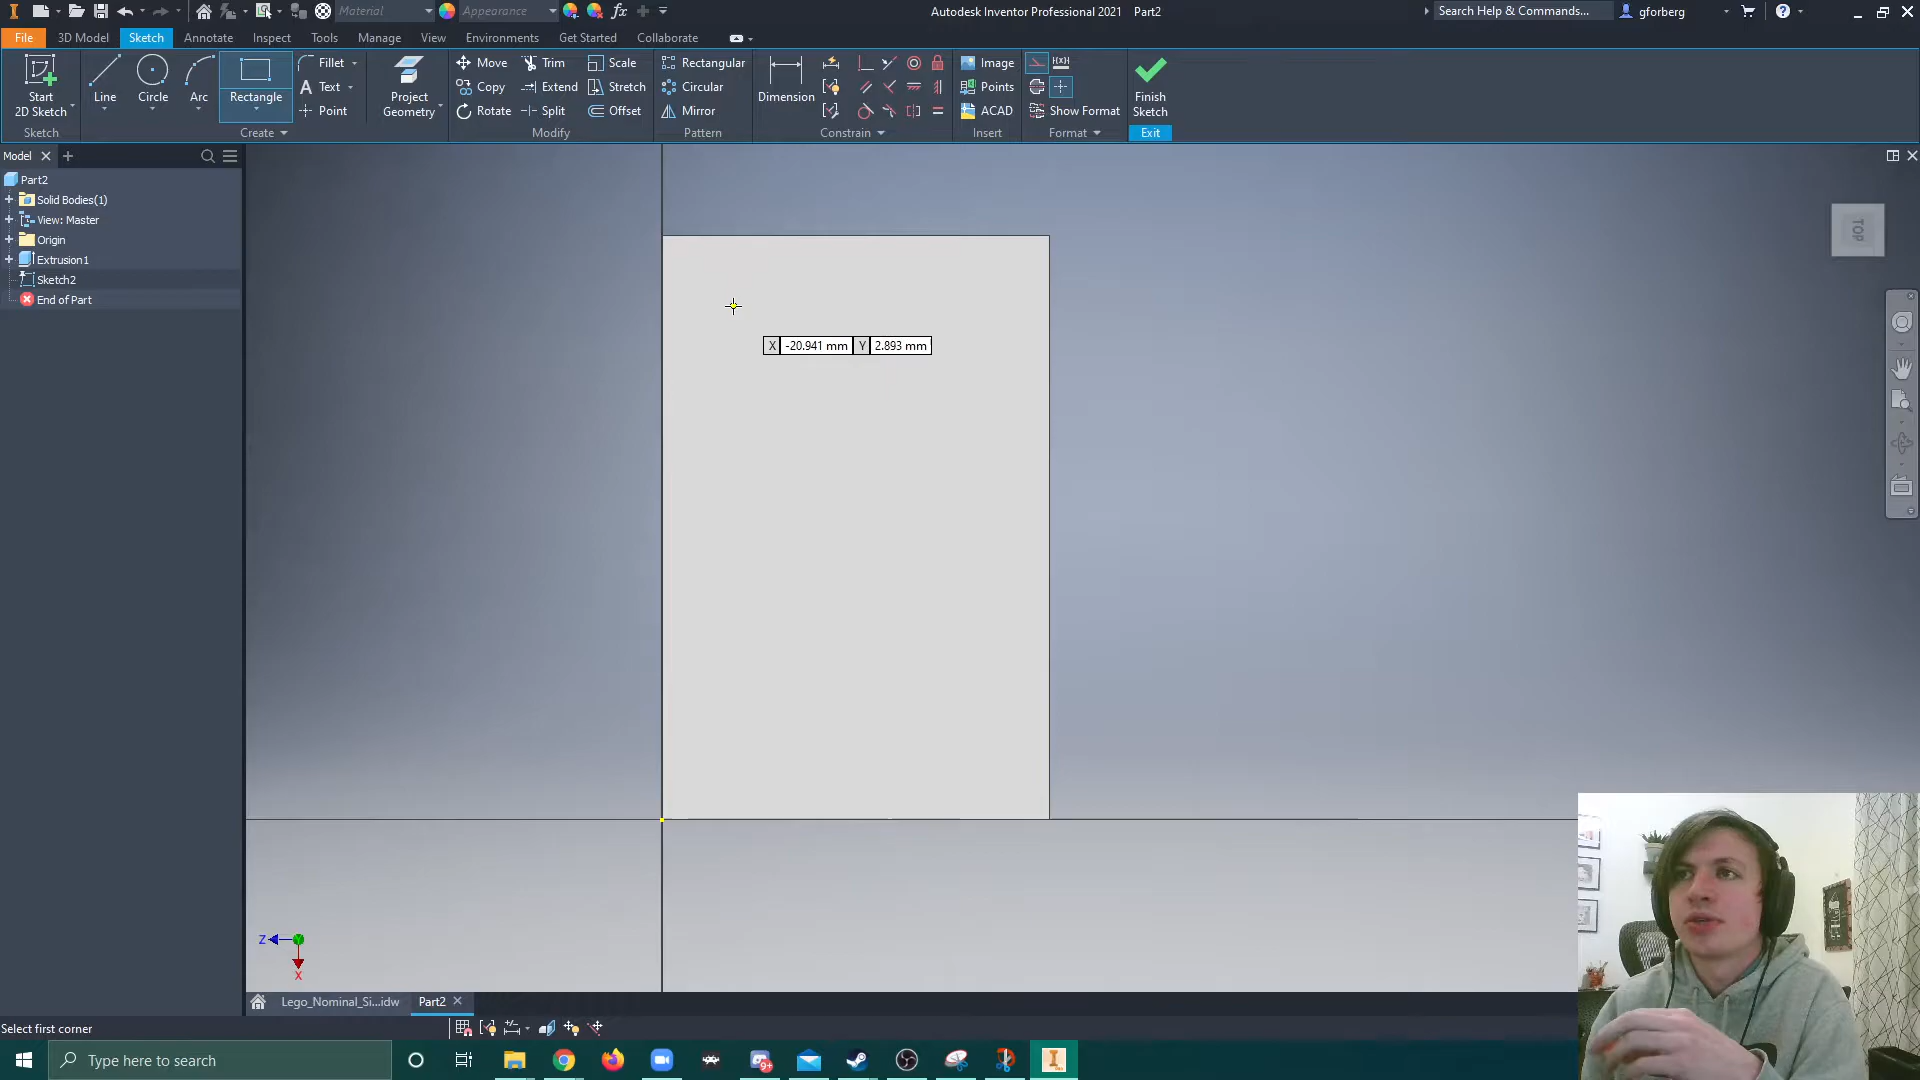 Material
Appearance
Autodesk Inventor Professional 2021 Part2
Search Help & Commands...
gforberg
File
3D Model
Sketch
Annotate
Inspect
Tools
Manage
View
Environments
Get Started
Collaborate
Start
2D Sketch
Line
Circle
Arc
Rectangle
Fillet
Text
Point
Project
Geometry
Move
Copy
Rotate
Trim
Extend
Split
Scale
Stretch
Offset
Rectangular
Circular
Mirror
Dimension
Image
Points
ACAD
Show Format
Finish
Sketch
Sketch
Create
Modify
Pattern
Constrain
Insert
Format
Exit
Model
Part2
Solid Bodies(1)
View: Master
Origin
Extrusion1
Sketch2
End of Part
TOP
X -20.941 mm Y 2.893 mm
Z
X
Lego_Nominal_Si...idw
Part2
Select first corner
Type here to search